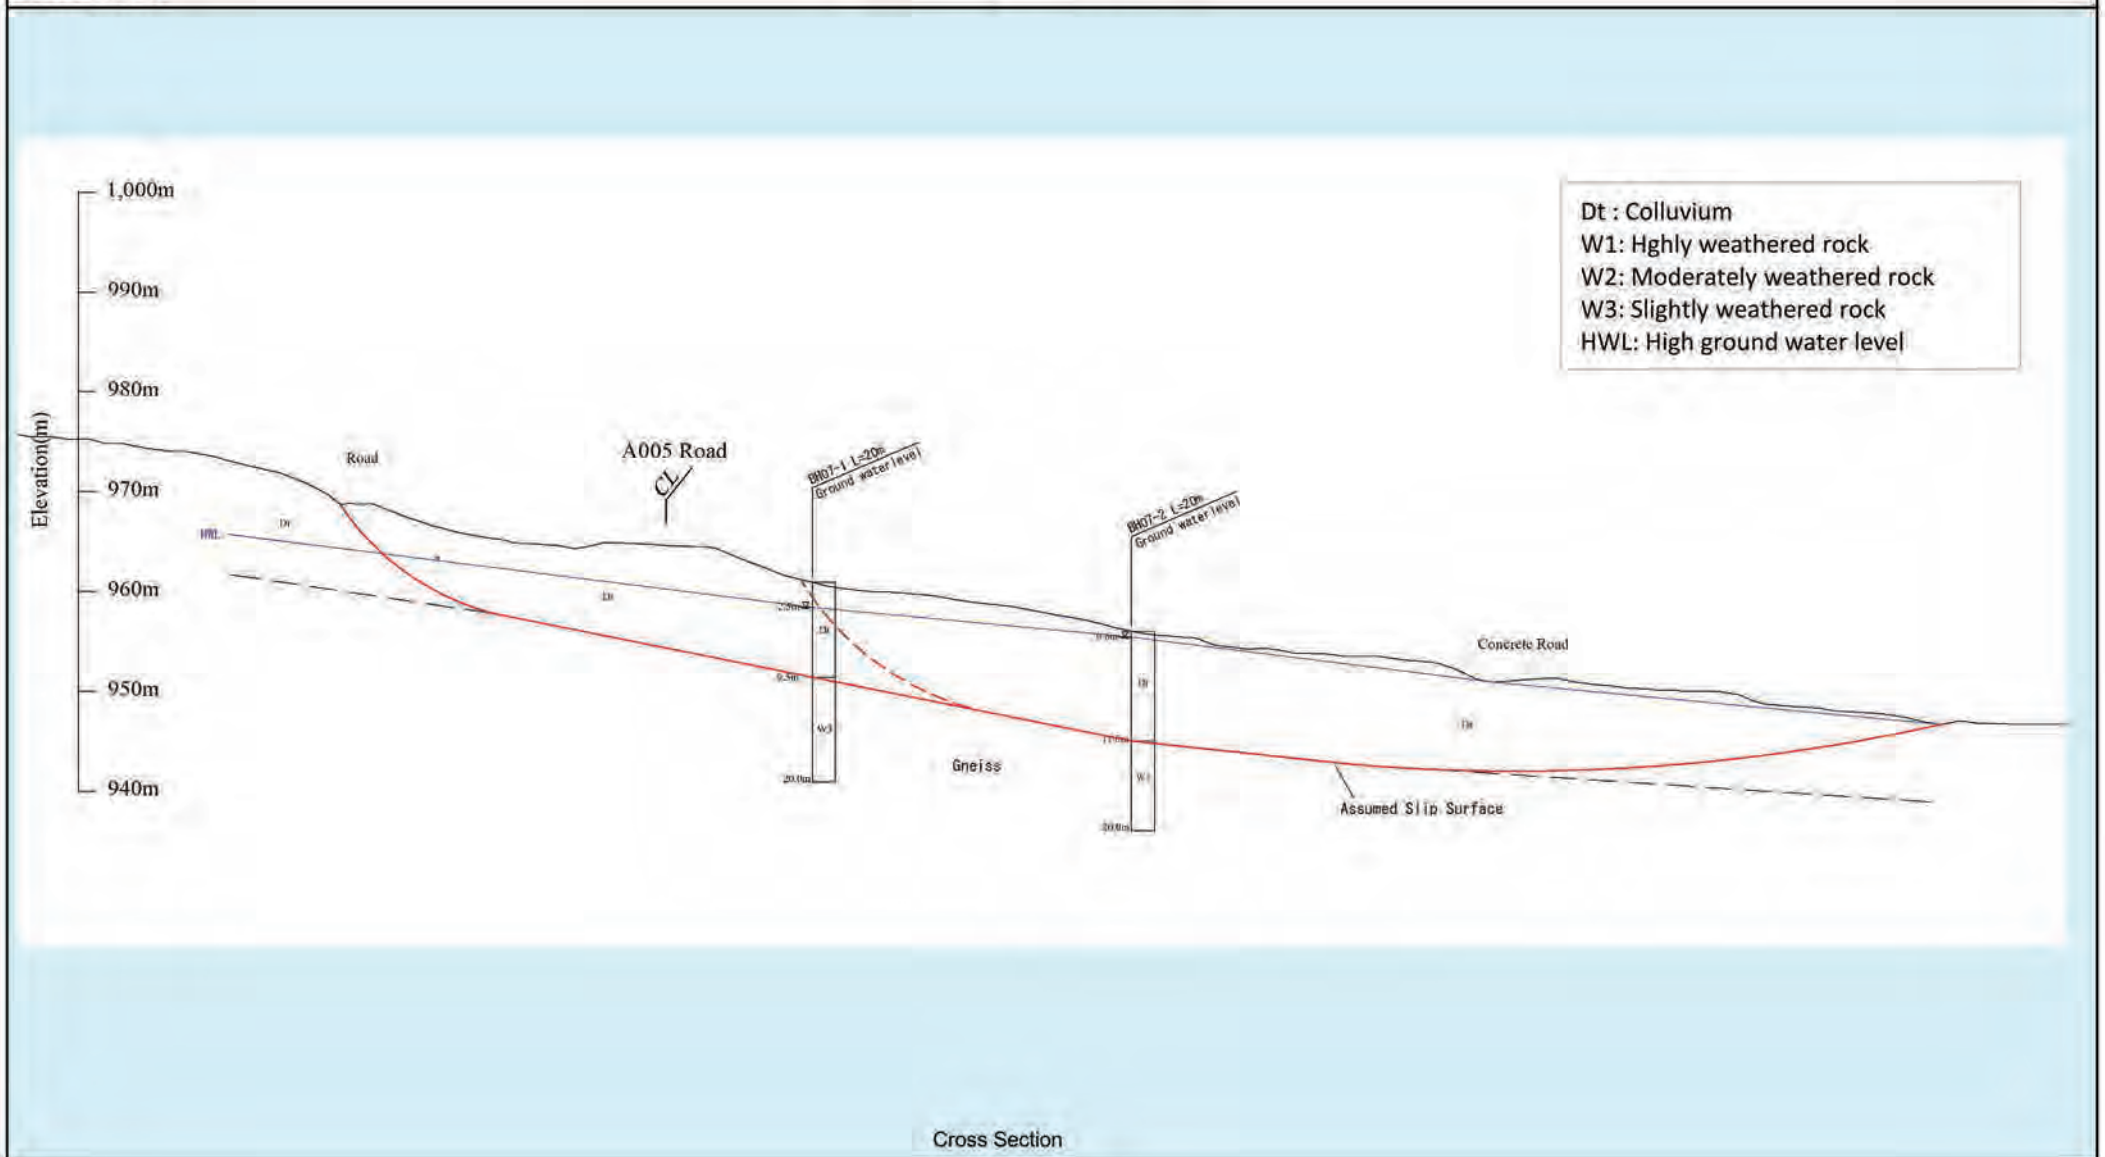 1,000m
990m
980m
970m
960m
950m
940m
Elevation(m)
Dt : Colluvium
W1: Hghly weathered rock
W2: Moderately weathered rock
W3: Slightly weathered rock
HWL: High ground water level
Road
A005 Road
CL
BH07-1 L=20m
Ground water level
BH07-2 L=20m
Ground water level
Dt
HWL
Dt
Dt
9.5m
W3
20.0m
Dt
20.0m
Concrete Road
Dt
Gneiss
Assumed Slip Surface
Cross Section